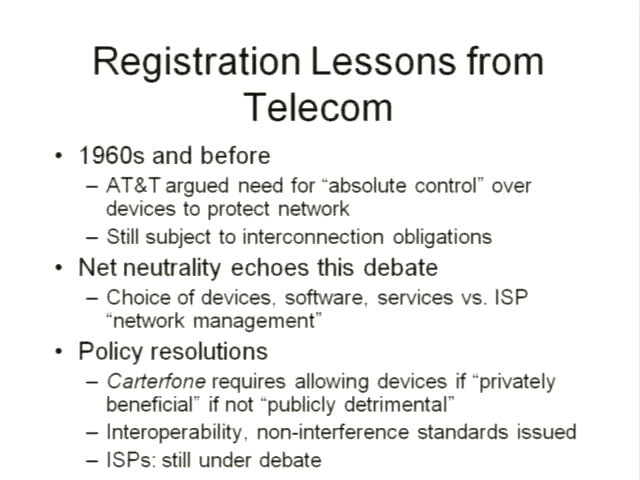 Registration Lessons from
Telecom
• 1960s and before
– AT&T argued need for “absolute control” over
devices to protect network
– Still subject to interconnection obligations
• Net neutrality echoes this debate
– Choice of devices, software, services vs. ISP
“network management”
• Policy resolutions
– Carterfone requires allowing devices if “privately
beneficial” if not “publicly detrimental”
– Interoperability, non-interference standards issued
– ISPs: still under debate